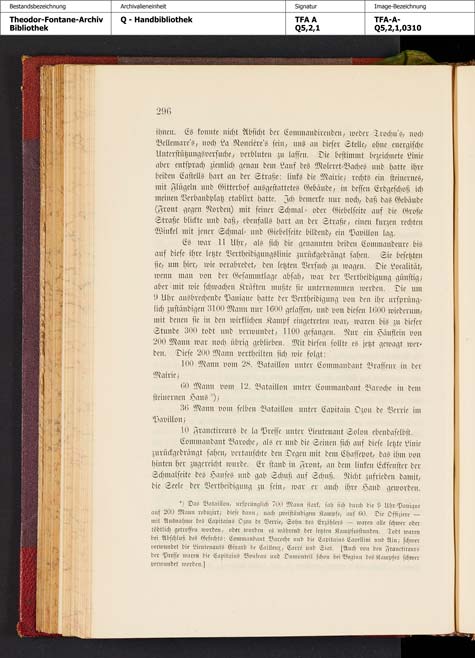 Bestandsbezeichnung
Archivalieneinheit
Signatur
Image-Bezeichnung
Theodor-Fontane-Archiv
Bibliothek
Q - Handbibliothek
TFA A
Q5,2,1
TFA-A-
Q5,2,1,0310
296
ihnen. Es konnte nicht Absicht der Commandirenden, weder Trochu's, noch
Bellemare's, noch La Roncière's sein, uns an dieser Stelle, ohne energische
Unterstützungsversuche, verbluten zu lassen. Die bestimmt bezeichnete Linie
aber entsprach ziemlich genau dem Lauf des Moleret-Baches und hatte ihre
beiden Castells hart an der Straße: links die Mairie; rechts ein steinernes,
mit Flügeln und Gitterhof ausgestattetes Gebäude, in dessen Erdgeschoß ich
meinen Verbandplatz etablirt hatte. Ich bemerke nur noch, daß das Gebäude
(Front gegen Norden) mit seiner Schmal- oder Giebelseite auf die Große
Straße blickte und daß, ebenfalls hart an der Straße, einen kurzen rechten
Winkel mit jener Schmal- und Giebelseite bildend, ein Pavillon lag.
Es war 11 Uhr, als sich die genannten beiden Commandeure bis
auf diese ihre letzte Vertheidigungslinie zurückgedrängt sahen. Sie beschlossen
sie, um hier, wie verabredet, den letzten Versuch zu wagen. Die Localität,
wenn man von der Gesammtlage absah, war der Vertheidigung günstig;
aber mit wie schwachen Kräften mußte sie unternommen werden. Die um
9 Uhr ausbrechende Panique hatte der Vertheidigung von den ihr ursprüng-
lich zuständigen 3100 Mann nur 1600 gelassen, und von diesen 1600 wiederum,
mit denen sie in den wirklichen Kampf eingetreten war, waren bis zu dieser
Stunde 300 todt und verwundet, 1100 gefangen. Nur ein Häuflein von
200 Mann war noch übrig geblieben. Mit diesen sollte es jetzt gewagt wer-
den. Diese 200 Mann vertheilten sich wie folgt:
100 Mann vom 28. Bataillon unter Commandant Brasseur in der
Mairie;
60 Mann vom 12. Bataillon unter Commandant Baroche in dem
steinernen Haus*);
36 Mann vom selben Bataillon unter Capitain Ozou de Verrie im
Pavillon;
10 Franctireurs de la Presse unter Lieutenant Solon ebendaselbst.
Commandant Baroche, als er und die Seinen sich auf diese letzte Linie
zurückgedrängt sahen, vertauschte den Degen mit dem Chassepot, das ihm von
hinten her zugereicht wurde. Er stand in Front, an dem linken Eckfenster der
Schmalseite des Hauses und gab Schuß auf Schuß. Nicht zufrieden damit,
die Seele der Vertheidigung zu sein, war er auch ihre Hand geworden.
*) Das Bataillon, ursprünglich 700 Mann stark, sah sich durch die 9 Uhr-Panique
auf 200 Mann reduzirt; diese dann, nach zweistündigem Kampfe, auf 60. Die Offiziere —
mit Ausnahme des Capitains Ozou de Verrie, Sohn des Erzählers — waren alle schwer oder
tödtlich getroffen worden, oder wurden es während der letzten Kampfesstunden. Todt waren
bei Abschluß des Gefechts: Commandant Baroche und die Capitains Cavellini und Ain; schwer
verwundet die Lieutenants Girard de Cailleux, Carré und Siat. [Auch von den Franctireurs
der Presse waren die Capitains Bouseau und Dumonteil schon bei Beginn des Kampfes schwer
verwundet worden.]